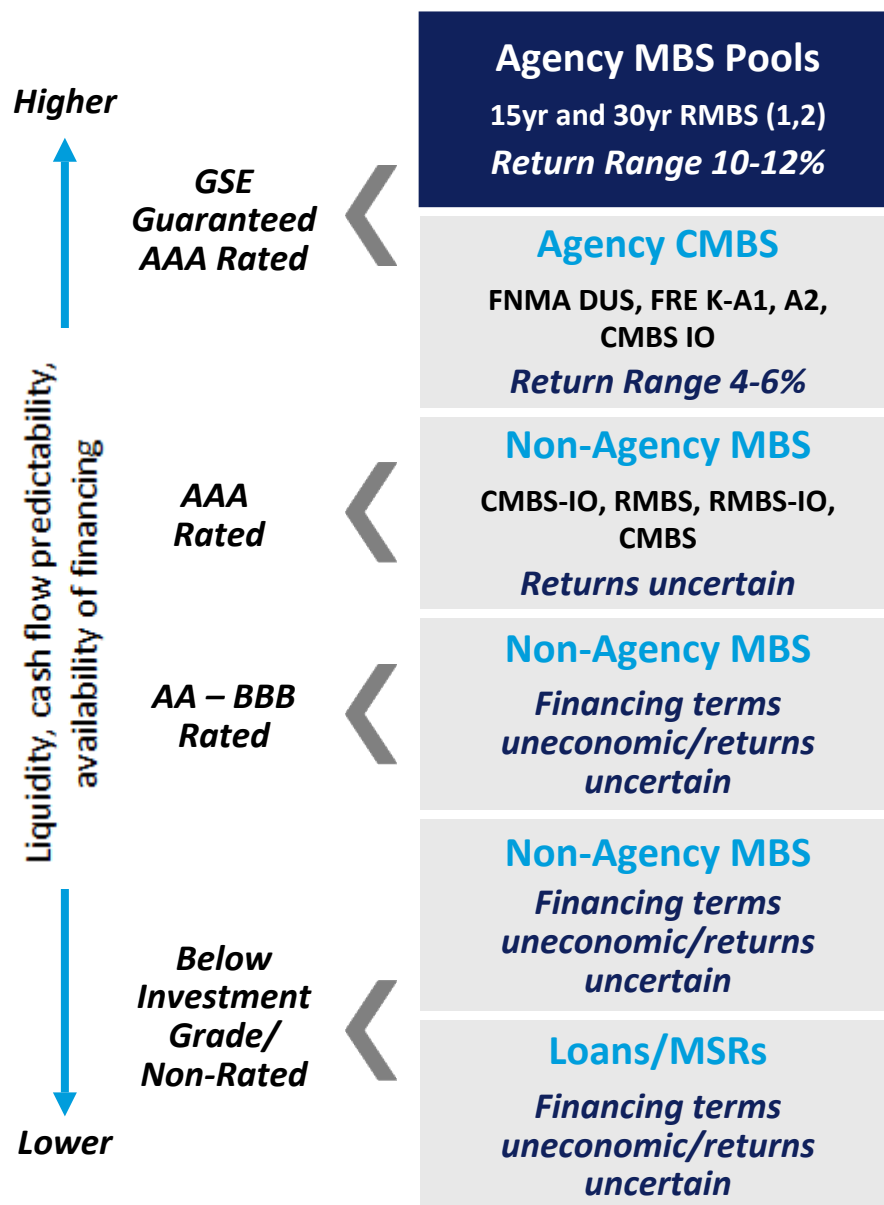 Higher
Liquidity, cash flow predictability,
availability of financing
Lower
GSE
Guaranteed
AAA Rated
Agency MBS Pools
15yr and 30yr RMBS (1,2)
Return Range 10-12%
Agency CMBS
FNMA DUS, FRE K-A1, A2,
CMBS IO
Return Range 4-6%
AAA
Rated
Non-Agency MBS
CMBS-IO, RMBS, RMBS-IO,
CMBS
Returns uncertain
AA – BBB
Rated
Non-Agency MBS
Financing terms
uneconomic/returns
uncertain
Below
Investment
Grade/
Non-Rated
Non-Agency MBS
Financing terms
uneconomic/returns
uncertain
Loans/MSRs
Financing terms
uneconomic/returns
uncertain